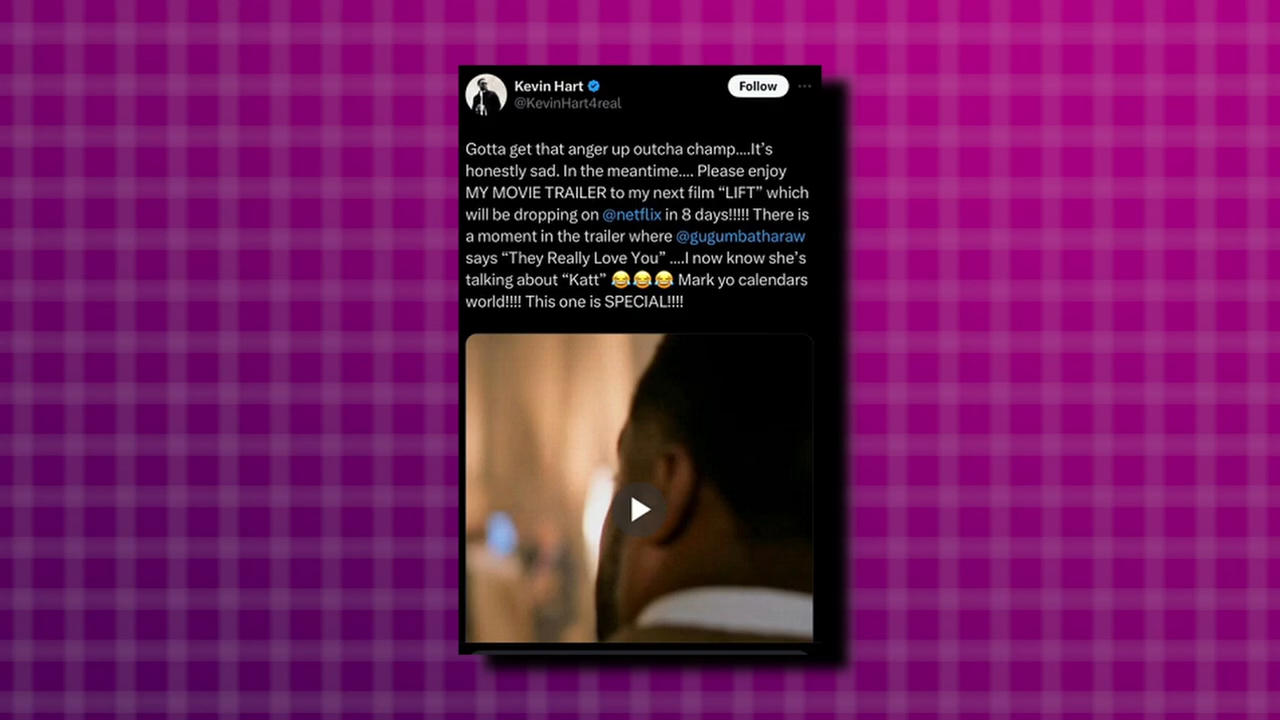 Kevin Hart
Follow
@KevinHart4real
Gotta get that anger up outcha champ....It’s
honestly sad. In the meantime.... Please enjoy
MY MOVIE TRAILER to my next film “LIFT” which
will be dropping on @netflix in 8 days!!!!! There is
a moment in the trailer where @gugumbatharaw
says “They Really Love You” ....I now know she’s
talking about “Katt” 😂😂😂 Mark yo calendars
world!!!! This one is SPECIAL!!!!